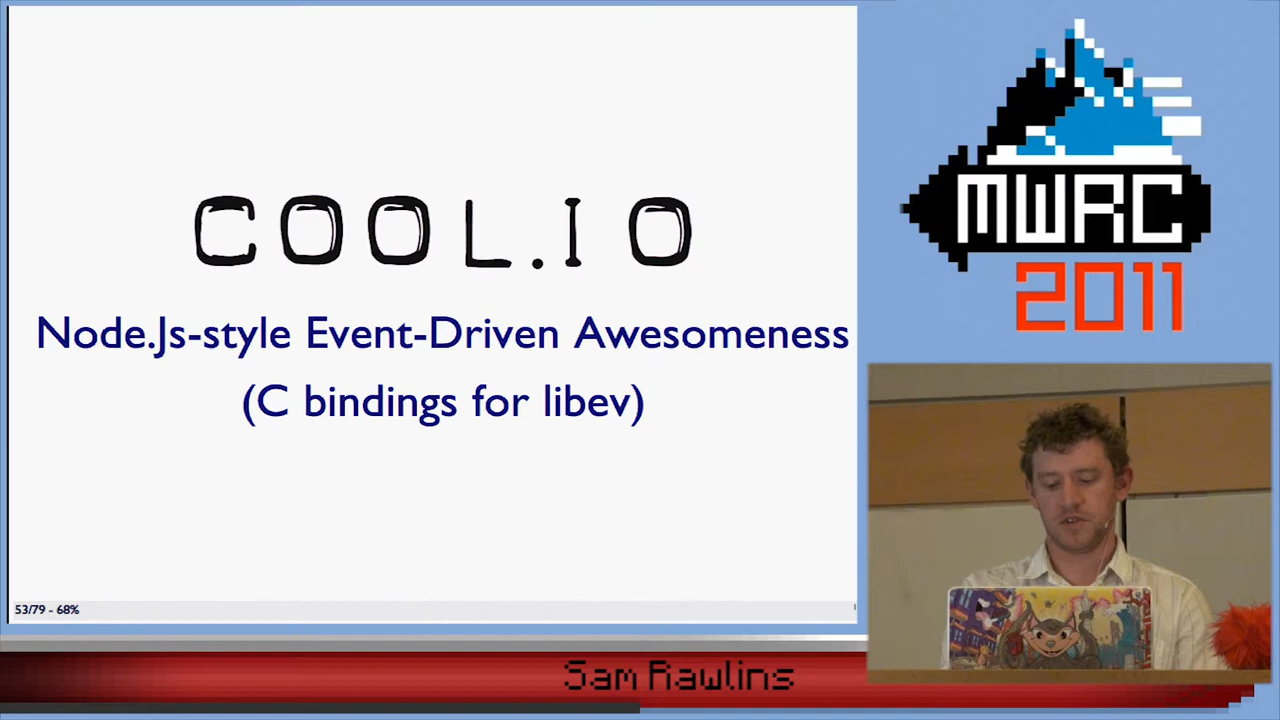 COOL.IO
Node.Js-style Event-Driven Awesomeness
(C bindings for libev)
53/79 - 68%
MWRC
2011
Sam Rawlins